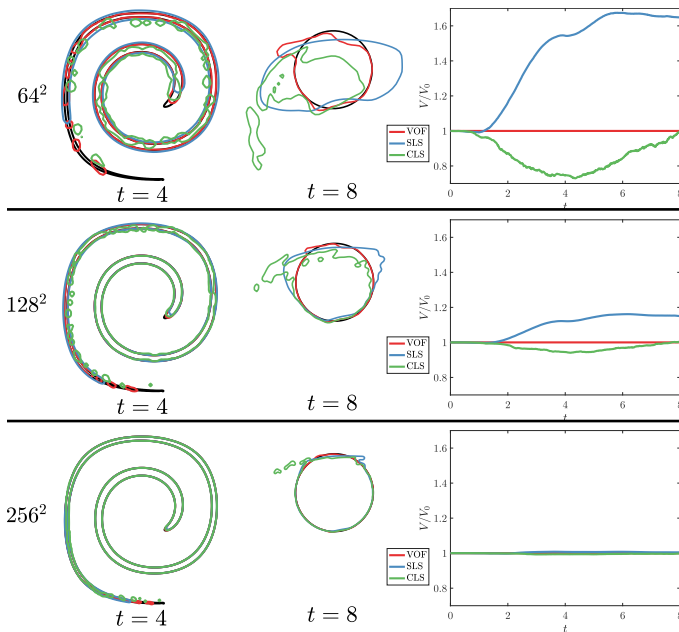 64²
t = 4
t = 8
VOF
SLS
CLS
V/V₀
1.6
1.4
1.2
1
0.8
0 2 4 6 8
t
128²
t = 4
t = 8
VOF
SLS
CLS
V/V₀
1.6
1.4
1.2
1
0.8
0 2 4 6 8
t
256²
t = 4
t = 8
VOF
SLS
CLS
V/V₀
1.6
1.4
1.2
1
0.8
0 2 4 6 8
t